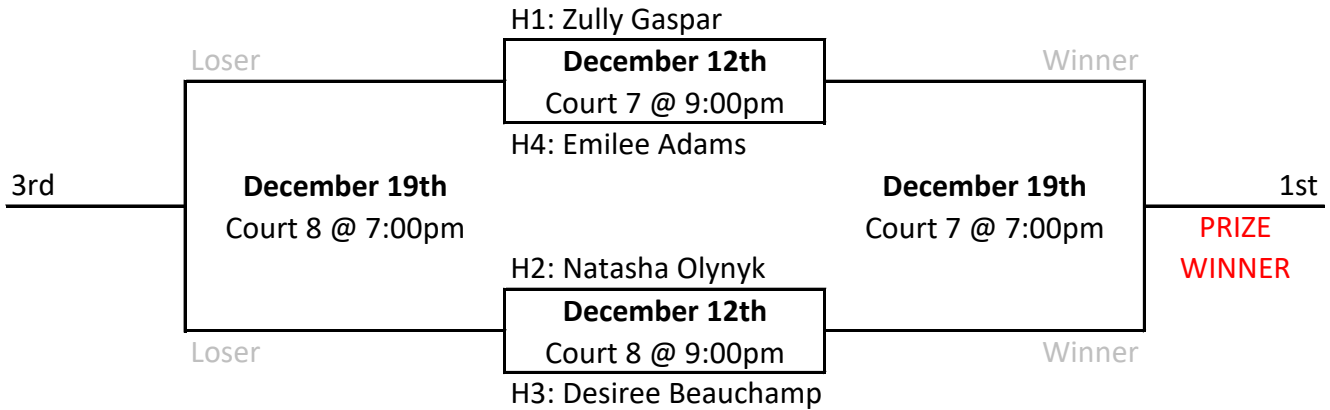 H1: Zully Gaspar
Loser
December 12th
Winner
Court 7 @ 9:00pm
H4: Emilee Adams
3rd
December 19th
Court 8 @ 7:00pm
December 19th
Court 7 @ 7:00pm
1st
PRIZE
WINNER
H2: Natasha Olynyk
December 12th
Court 8 @ 9:00pm
Loser
Winner
H3: Desiree Beauchamp